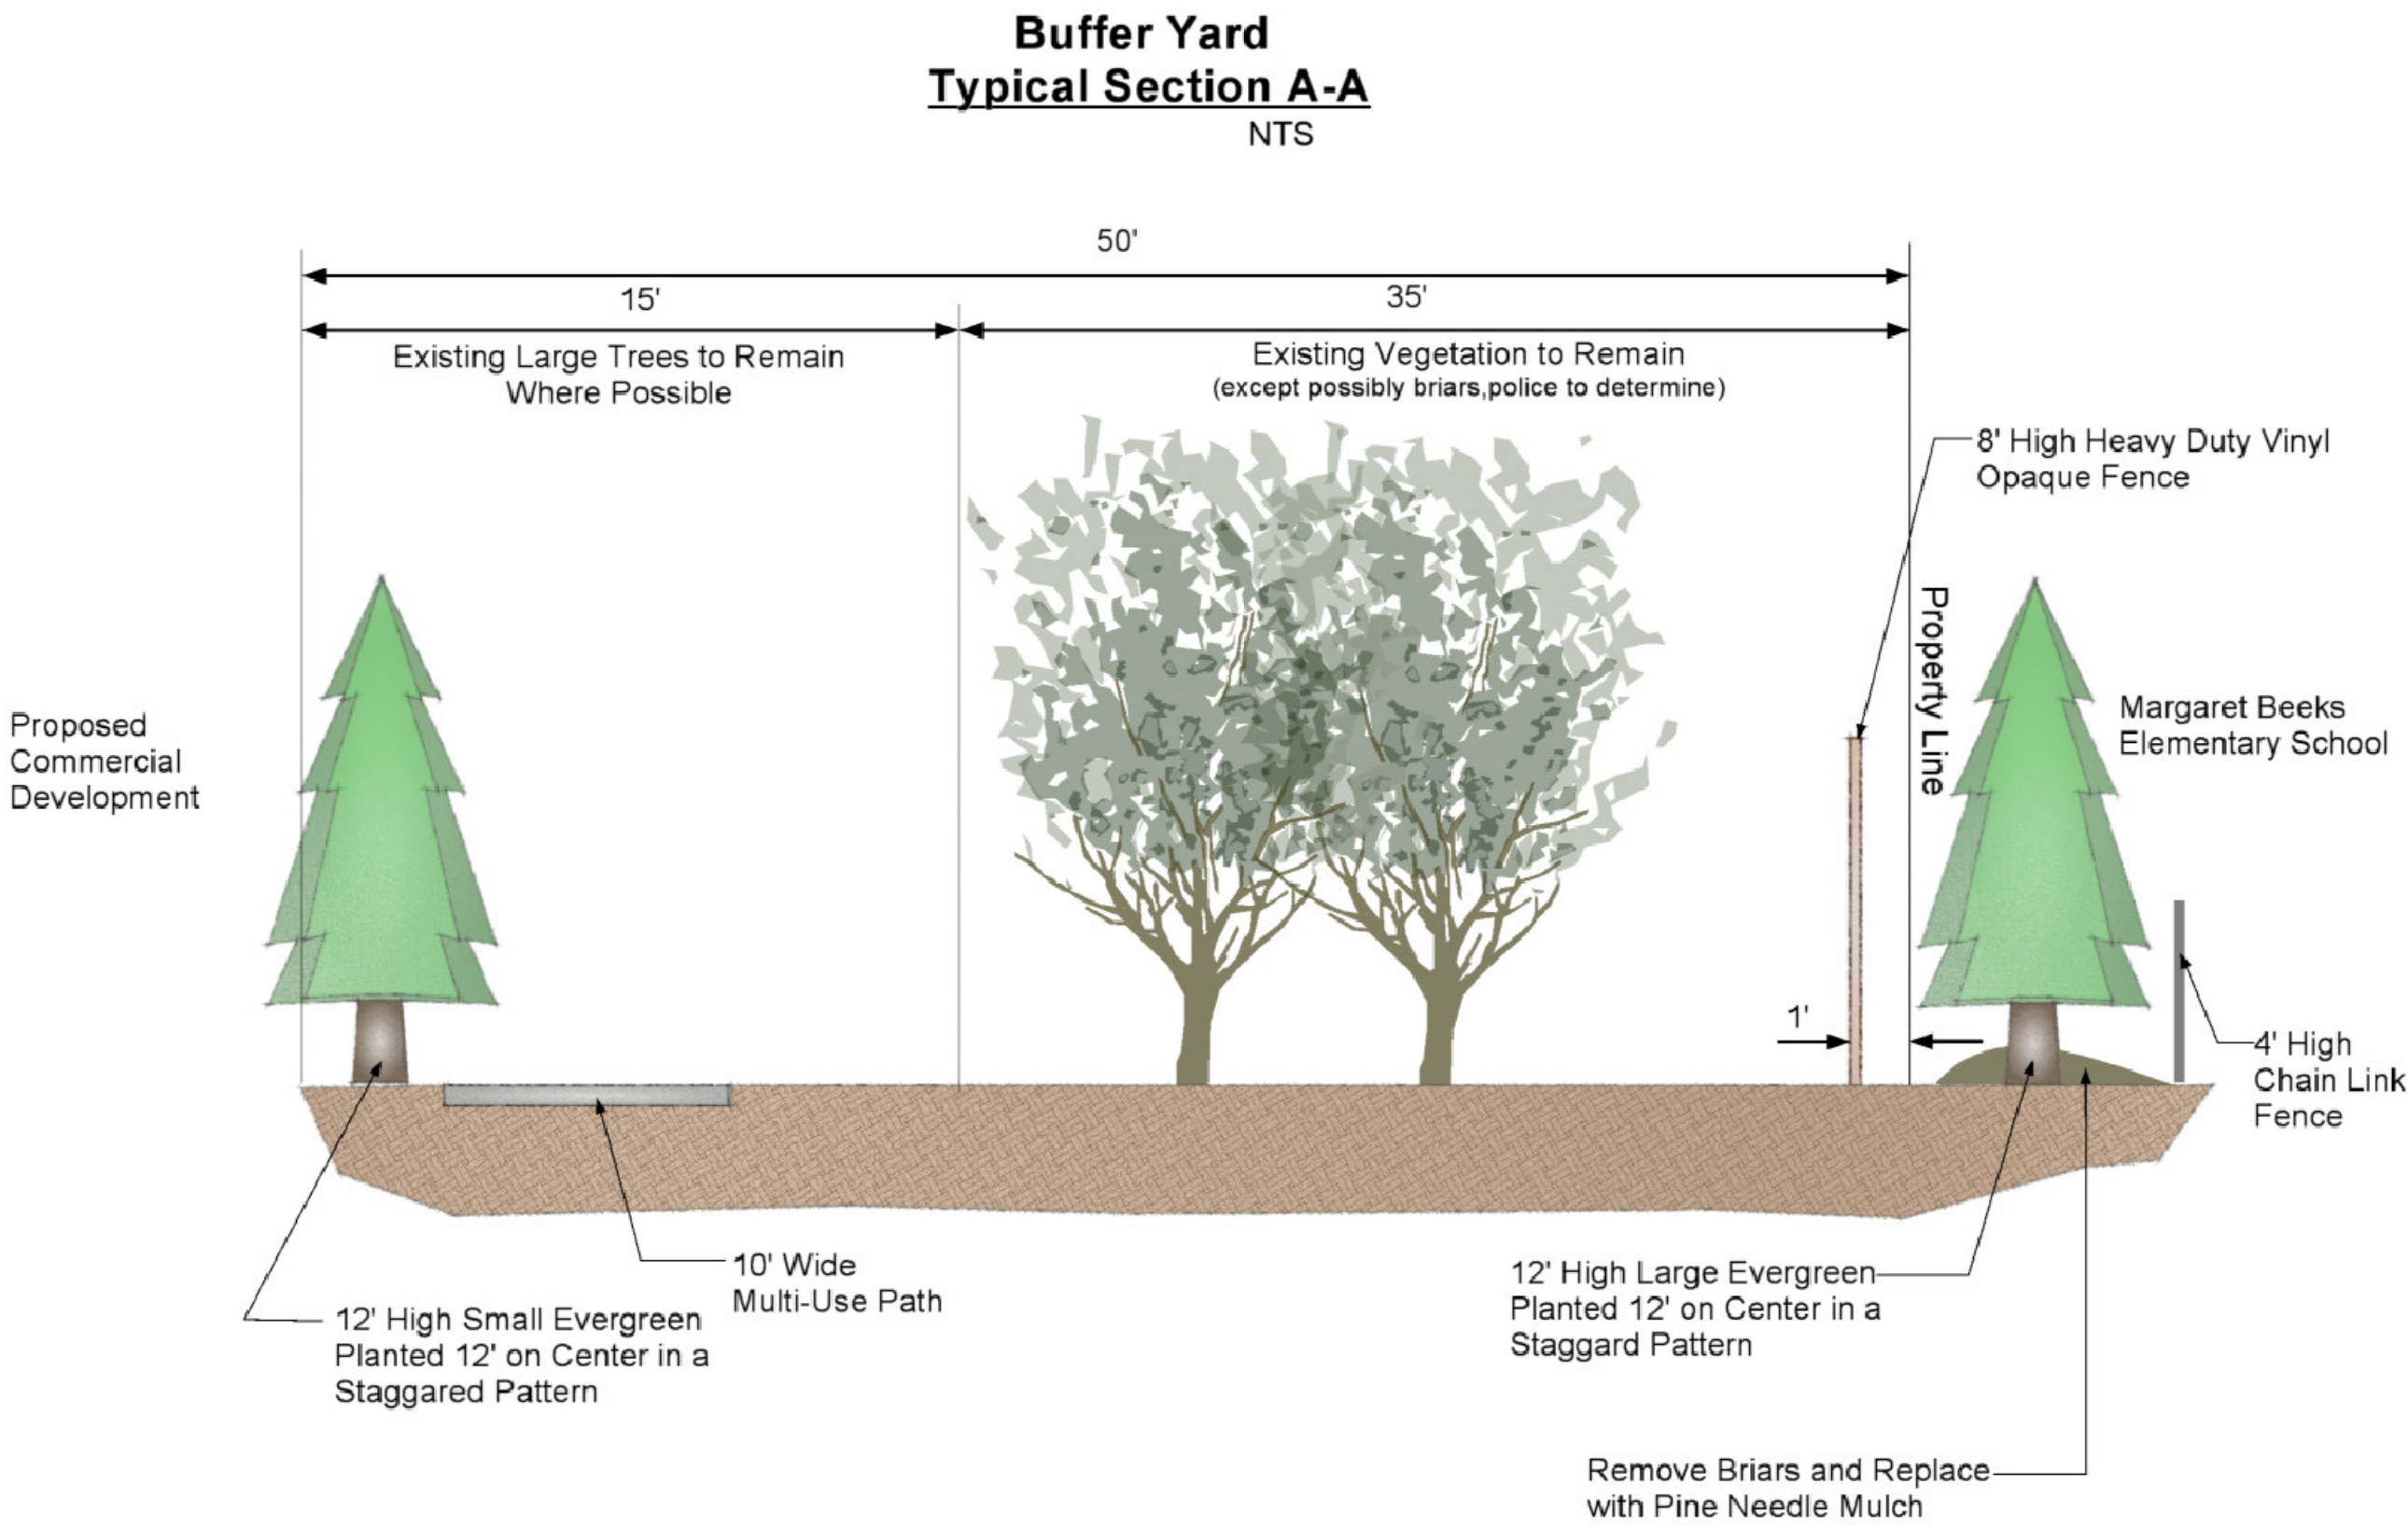 Buffer Yard
Typical Section A-A
NTS
50'
15'
35'
Existing Large Trees to Remain
Where Possible
Existing Vegetation to Remain
(except possibly briars,police to determine)
8' High Heavy Duty Vinyl
Opaque Fence
Property Line
Proposed
Commercial
Development
Margaret Beeks
Elementary School
1'
4' High
Chain Link
Fence
10' Wide
Multi-Use Path
12' High Small Evergreen
Planted 12' on Center in a
Staggared Pattern
12' High Large Evergreen
Planted 12' on Center in a
Staggard Pattern
Remove Briars and Replace
with Pine Needle Mulch